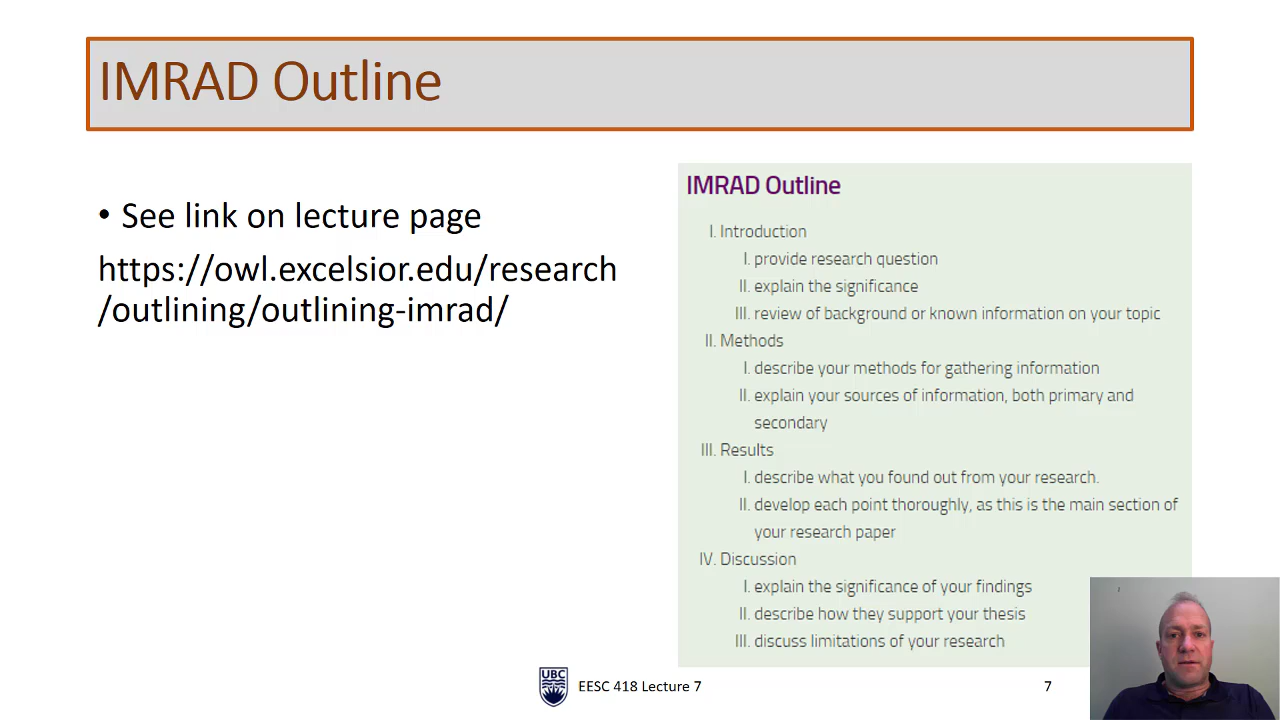 IMRAD Outline
• See link on lecture page
https://owl.excelsior.edu/research
/outlining/outlining-imrad/
IMRAD Outline
I. Introduction
I. provide research question
II. explain the significance
III. review of background or known information on your topic
II. Methods
I. describe your methods for gathering information
II. explain your sources of information, both primary and
secondary
III. Results
I. describe what you found out from your research.
II. develop each point thoroughly, as this is the main section of
your research paper
IV. Discussion
I. explain the significance of your findings
II. describe how they support your thesis
III. discuss limitations of your research
UBC
EESC 418 Lecture 7
7